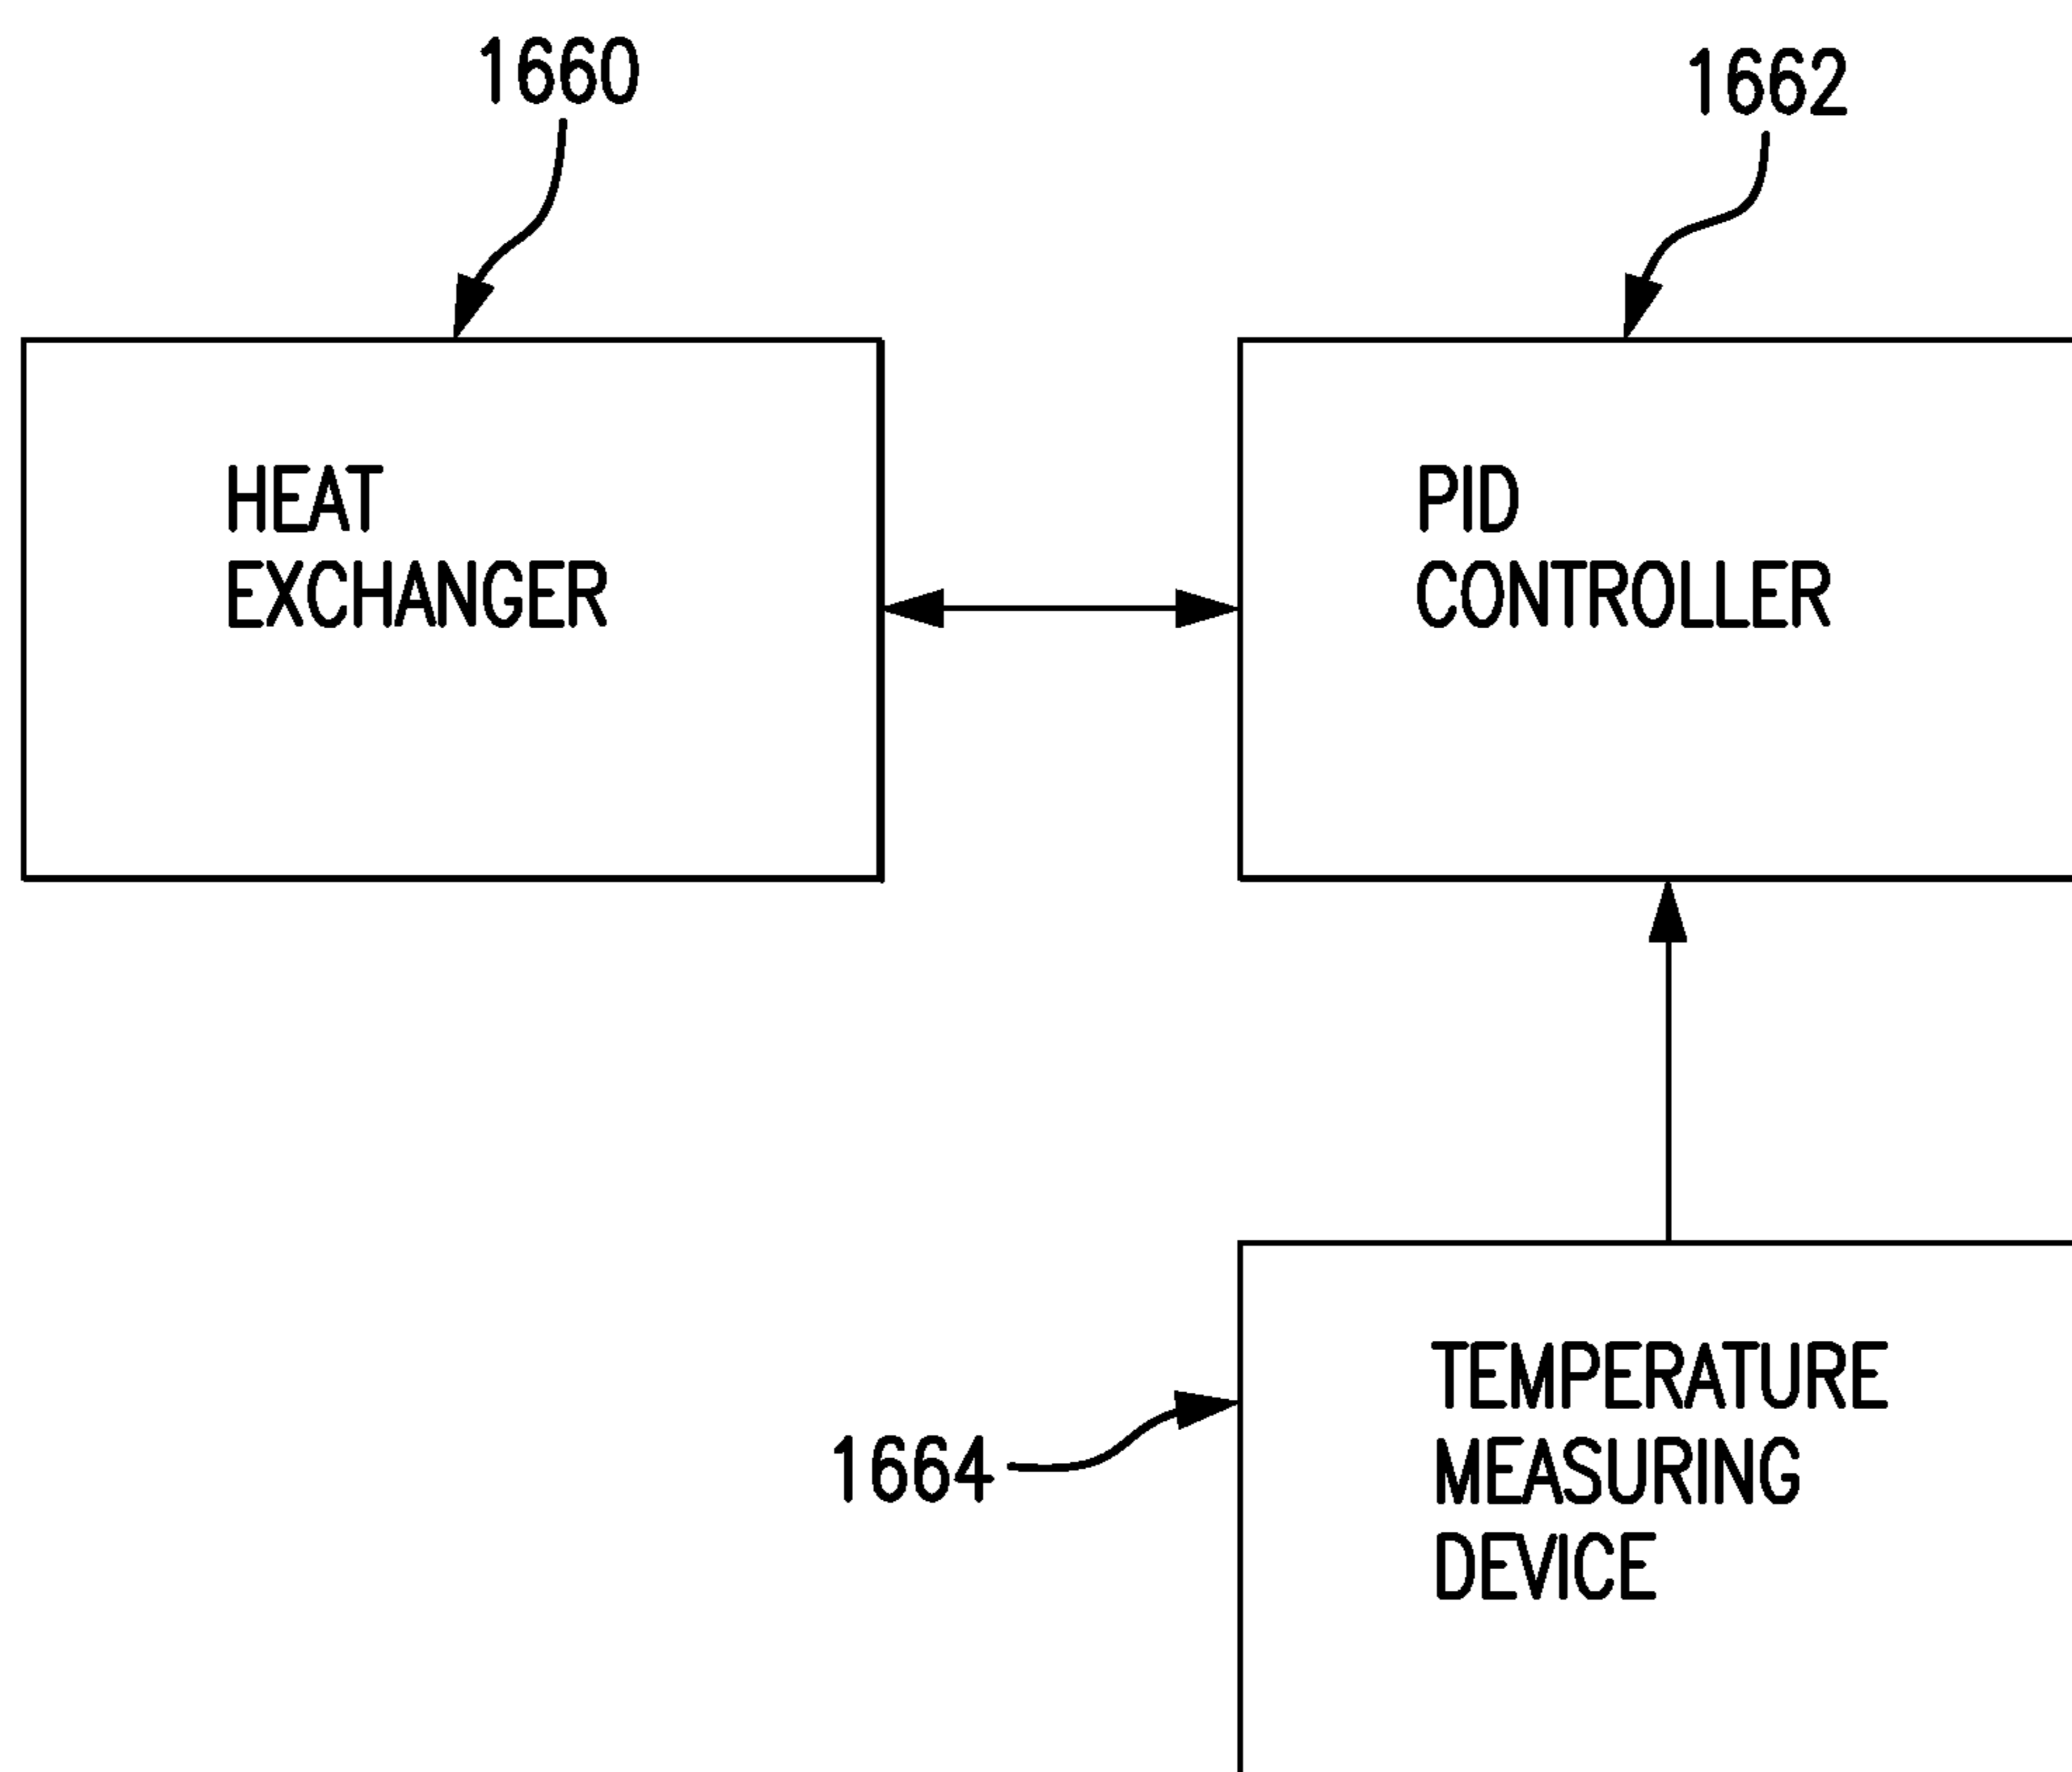 1660
1662
HEAT
EXCHANGER
PID
CONTROLLER
1664
TEMPERATURE
MEASURING
DEVICE